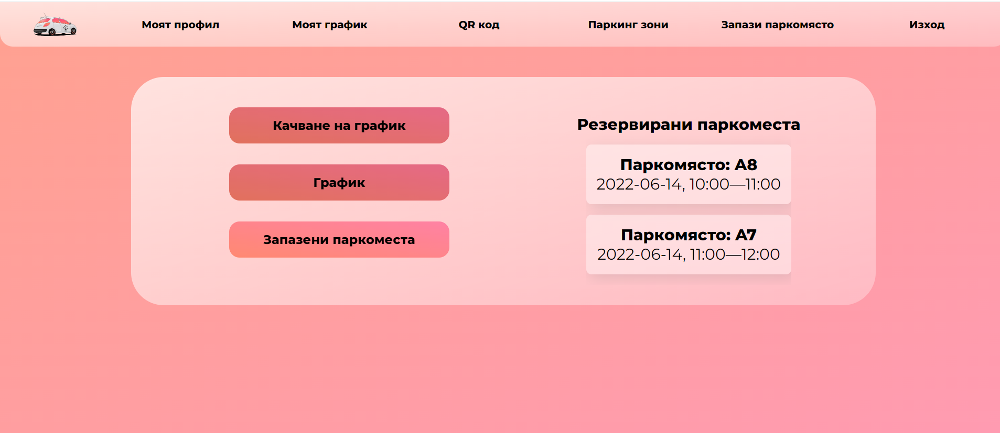 Моят профил
Моят график
QR код
Паркинг зони
Запази паркомясто
Изход
Качване на график
График
Запазени паркоместа
Резервирани паркоместа
Паркомясто: A8
2022-06-14, 10:00—11:00
Паркомясто: A7
2022-06-14, 11:00—12:00